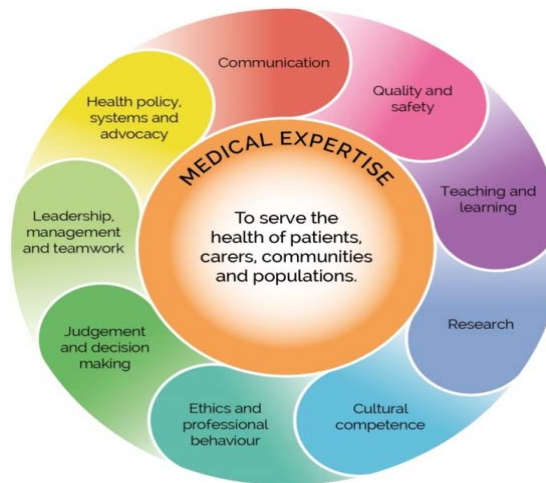 MEDICAL EXPERTISE
To serve the
health of patients,
carers, communities
and populations.
Communication
Quality and
safety
Teaching and
learning
Research
Cultural
competence
Ethics and
professional
behaviour
Judgement
and decision
making
Leadership,
management
and teamwork
Health policy,
systems and
advocacy